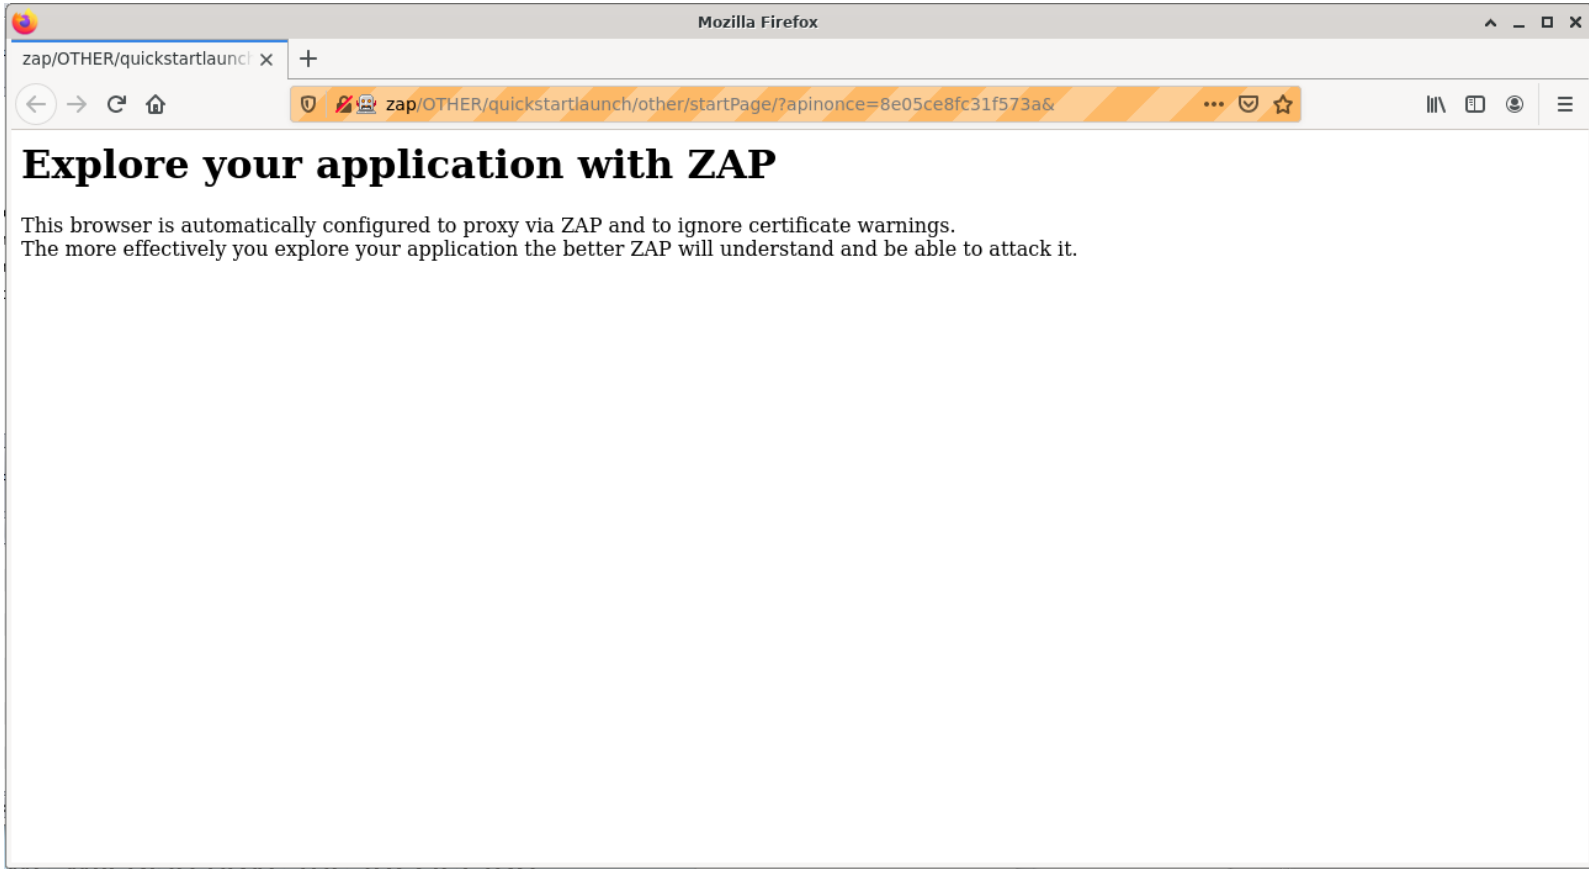 Mozilla Firefox
zap/OTHER/quickstartlaunch
zap/OTHER/quickstartlaunch/other/startPage/?apinonce=8e05ce8fc31f573a&
Explore your application with ZAP
This browser is automatically configured to proxy via ZAP and to ignore certificate warnings.
The more effectively you explore your application the better ZAP will understand and be able to attack it.